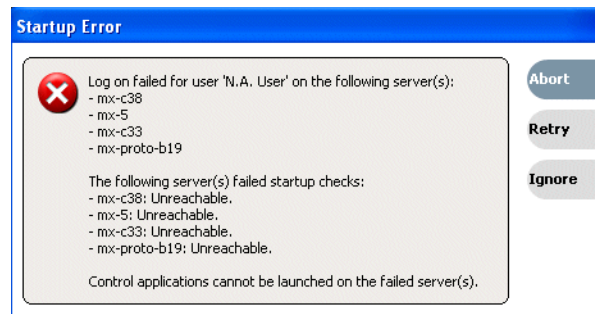 Startup Error
Log on failed for user 'N.A. User' on the following server(s):
- mx-c38
- mx-5
- mx-c33
- mx-proto-b19
The following server(s) failed startup checks:
- mx-c38: Unreachable.
- mx-5: Unreachable.
- mx-c33: Unreachable.
- mx-proto-b19: Unreachable.
Control applications cannot be launched on the failed server(s).
Abort
Retry
Ignore